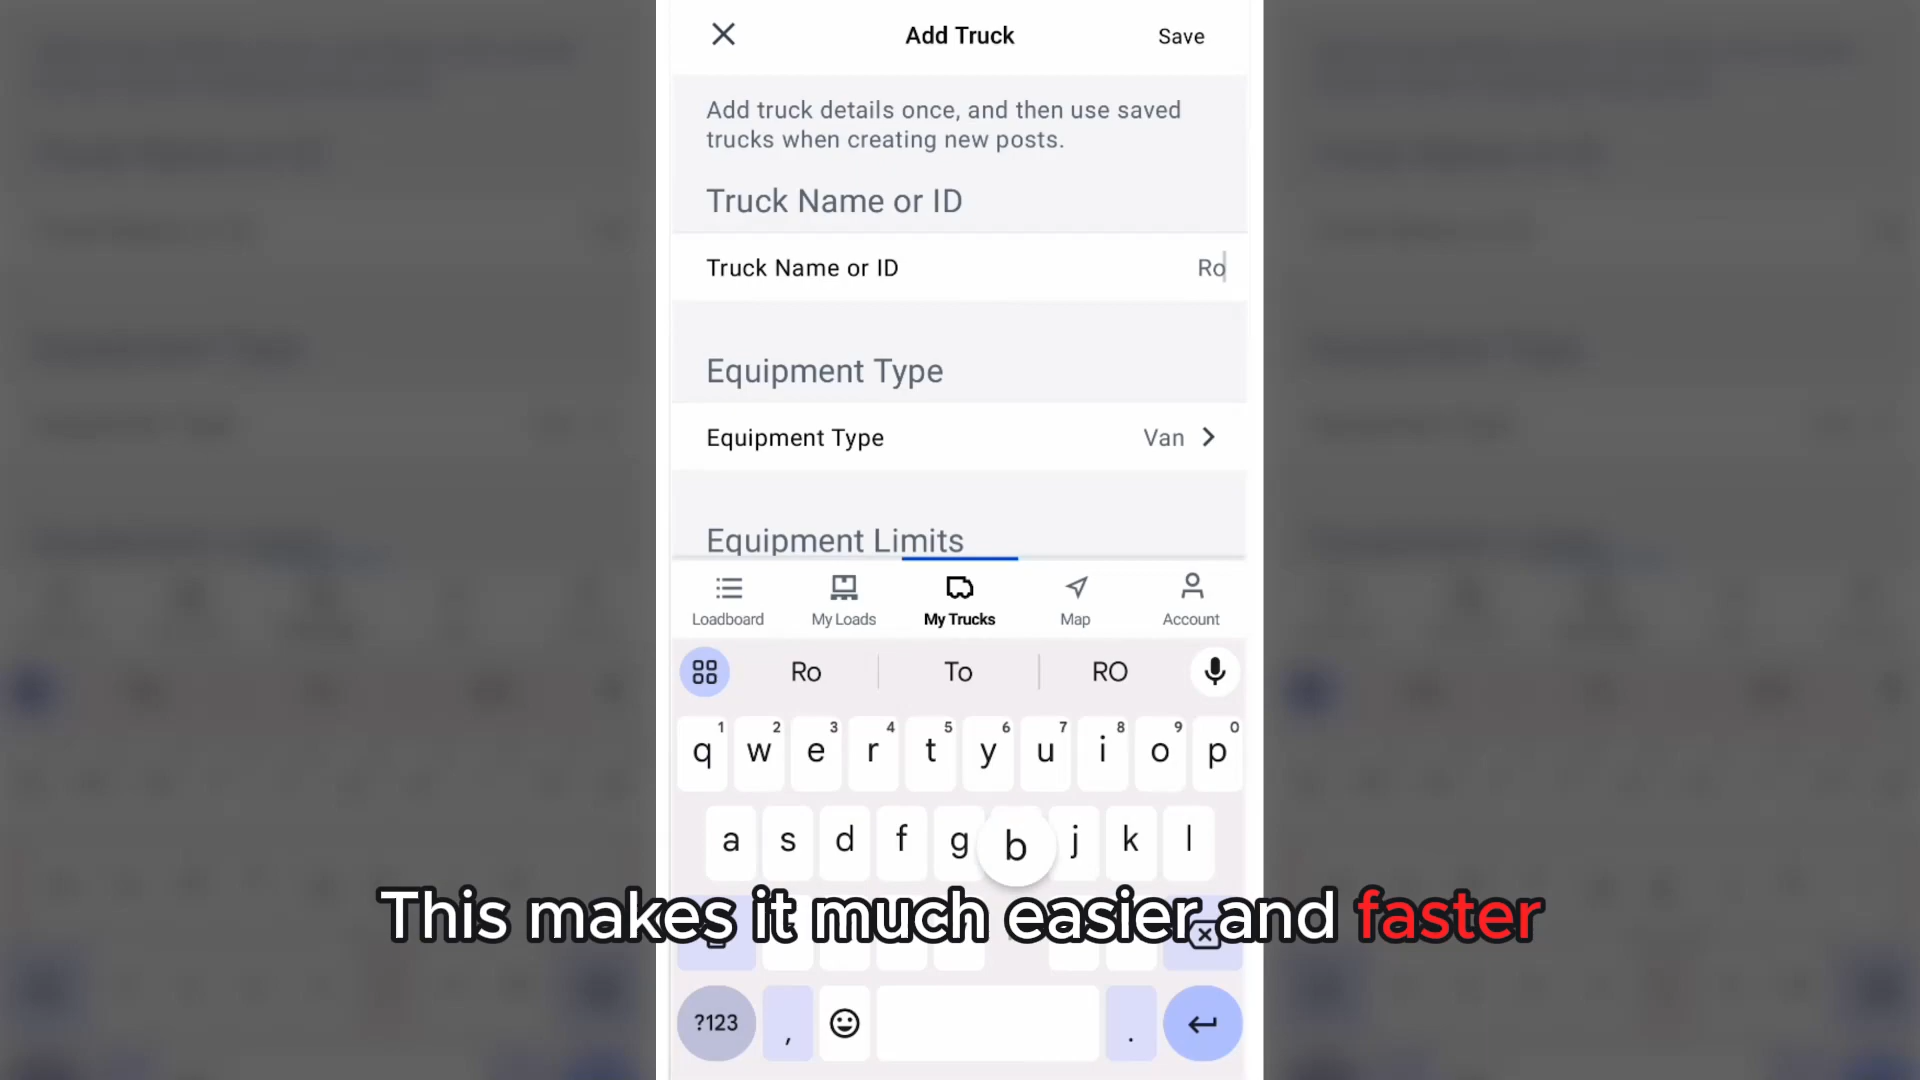 Add Truck
Save
Add truck details once, and then use saved
trucks when creating new posts.
Truck Name or ID
Truck Name or ID
Ro
Equipment Type
Equipment Type
Van
Equipment Limits
Loadboard
My Loads
My Trucks
Map
Account
Ro
To
RO
1 2 3 4 5 6 7 8 9 0
q w e r t y u i o p
a s d f g b j k l
This makes it much easier and faster
?123 , .